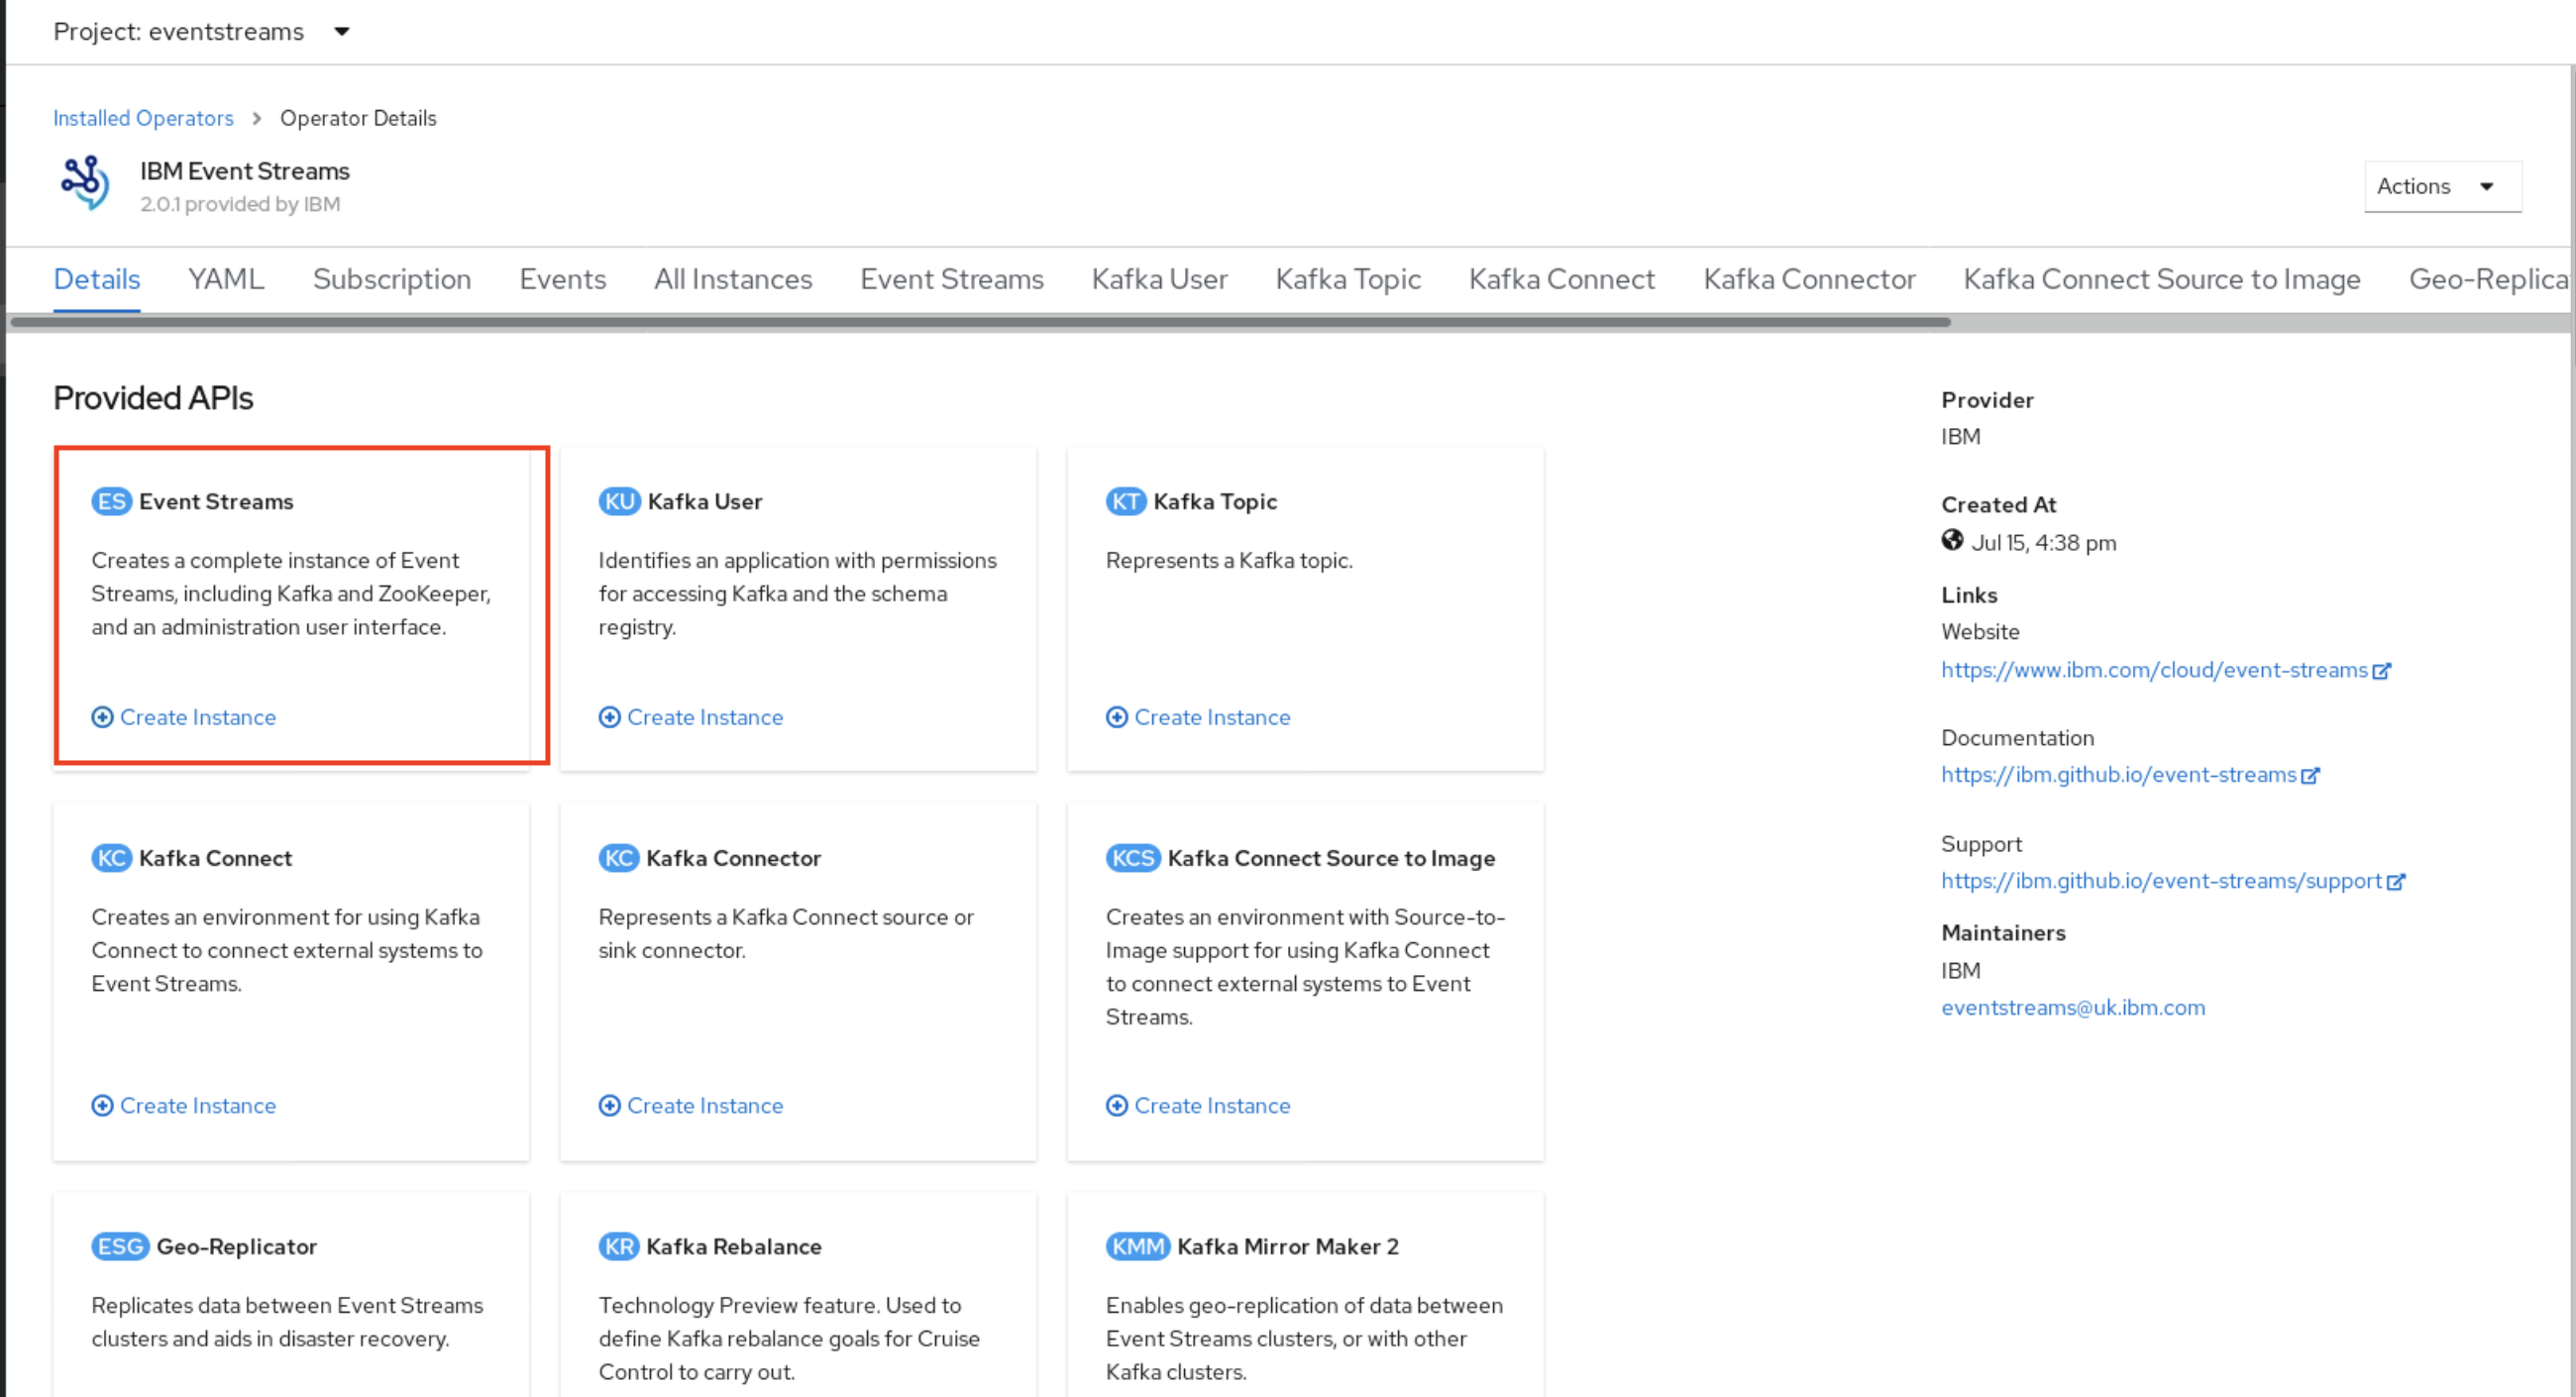 Project: eventstreams
Installed Operators > Operator Details
IBM Event Streams
2.0.1 provided by IBM
Actions
Details YAML Subscription Events All Instances Event Streams Kafka User Kafka Topic Kafka Connect Kafka Connector Kafka Connect Source to Image Geo-Replica
Provided APIs
ES Event Streams
Creates a complete instance of Event
Streams, including Kafka and ZooKeeper,
and an administration user interface.
Create Instance
KU Kafka User
Identifies an application with permissions
for accessing Kafka and the schema
registry.
Create Instance
KT Kafka Topic
Represents a Kafka topic.
Create Instance
KC Kafka Connect
Creates an environment for using Kafka
Connect to connect external systems to
Event Streams.
Create Instance
KC Kafka Connector
Represents a Kafka Connect source or
sink connector.
Create Instance
KCS Kafka Connect Source to Image
Creates an environment with Source-to-
Image support for using Kafka Connect
to connect external systems to Event
Streams.
Create Instance
ESG Geo-Replicator
Replicates data between Event Streams
clusters and aids in disaster recovery.
KR Kafka Rebalance
Technology Preview feature. Used to
define Kafka rebalance goals for Cruise
Control to carry out.
KMM Kafka Mirror Maker 2
Enables geo-replication of data between
Event Streams clusters, or with other
Kafka clusters.
Provider
IBM
Created At
Jul 15, 4:38 pm
Links
Website
https://www.ibm.com/cloud/event-streams
Documentation
https://ibm.github.io/event-streams
Support
https://ibm.github.io/event-streams/support
Maintainers
IBM
eventstreams@uk.ibm.com